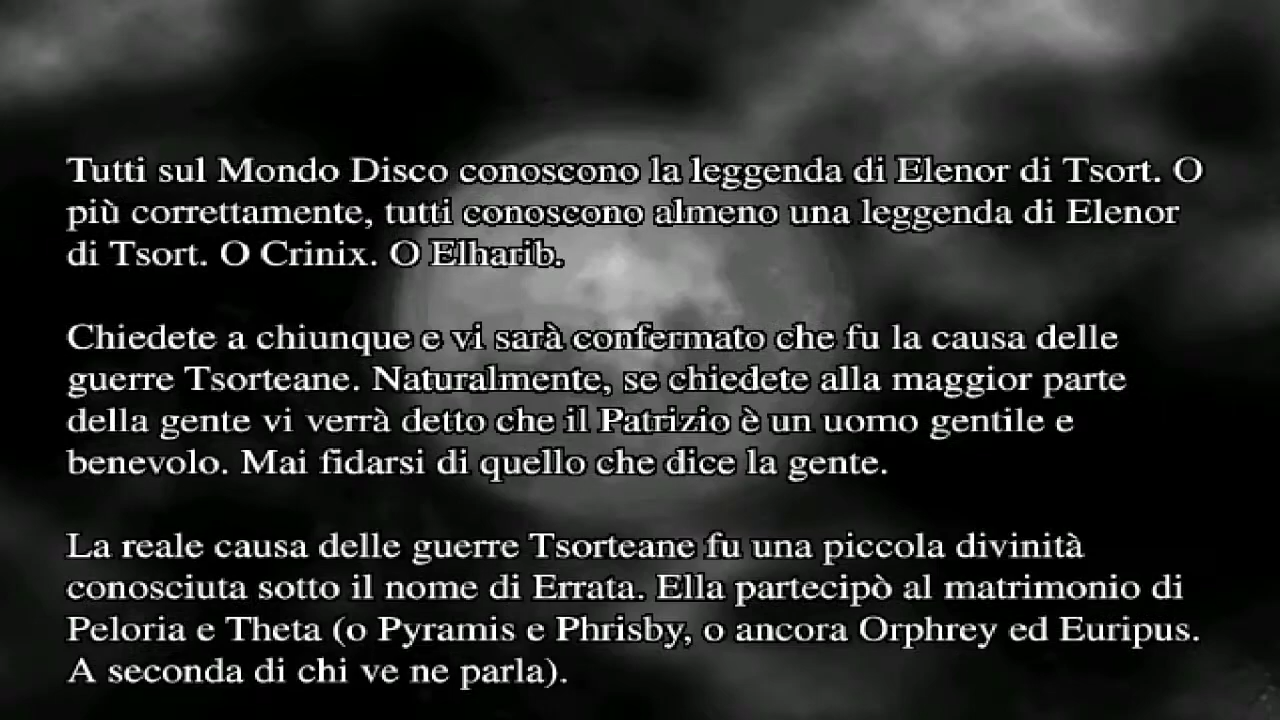 Tutti sul Mondo Disco conoscono la leggenda di Elenor di Tsort. O
più correttamente, tutti conoscono almeno una leggenda di Elenor
di Tsort. O Crinix. O Elharib.
Chiedete a chiunque e vi sarà confermato che fu la causa delle
guerre Tsorteane. Naturalmente, se chiedete alla maggior parte
della gente vi verrà detto che il Patrizio è un uomo gentile e
benevolo. Mai fidarsi di quello che dice la gente.
La reale causa delle guerre Tsorteane fu una piccola divinità
conosciuta sotto il nome di Errata. Ella partecipò al matrimonio di
Peloria e Theta (o Pyramis e Phrisby, o ancora Orphrey ed Euripus.
A seconda di chi ve ne parla).